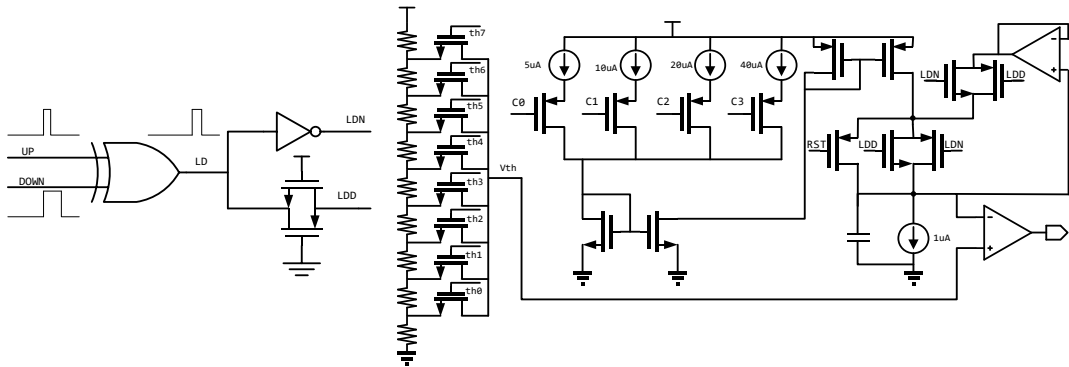 UP
DOWN
LD
LDN
LDD
th7
th6
th5
th4
th3
th2
th1
th0
Vth
5uA
10uA
20uA
40uA
C0
C1
C2
C3
LDN
LDD
RST
LDD
LDN
1uA
-
+
-
+